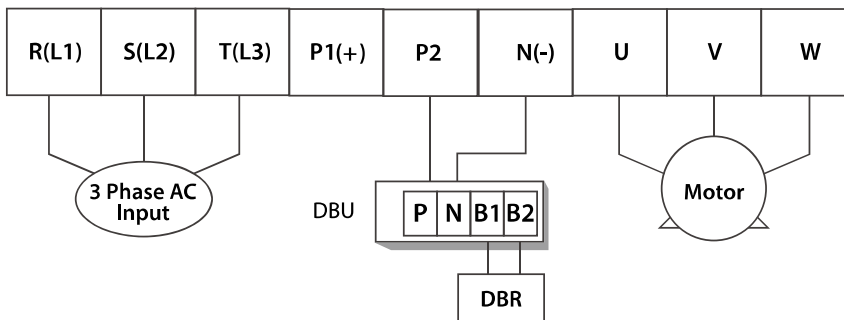 R(L1) S(L2) T(L3) P1(+) P2 N(-) U V W
3 Phase AC
Input
DBU
P N B1 B2
Motor
DBR